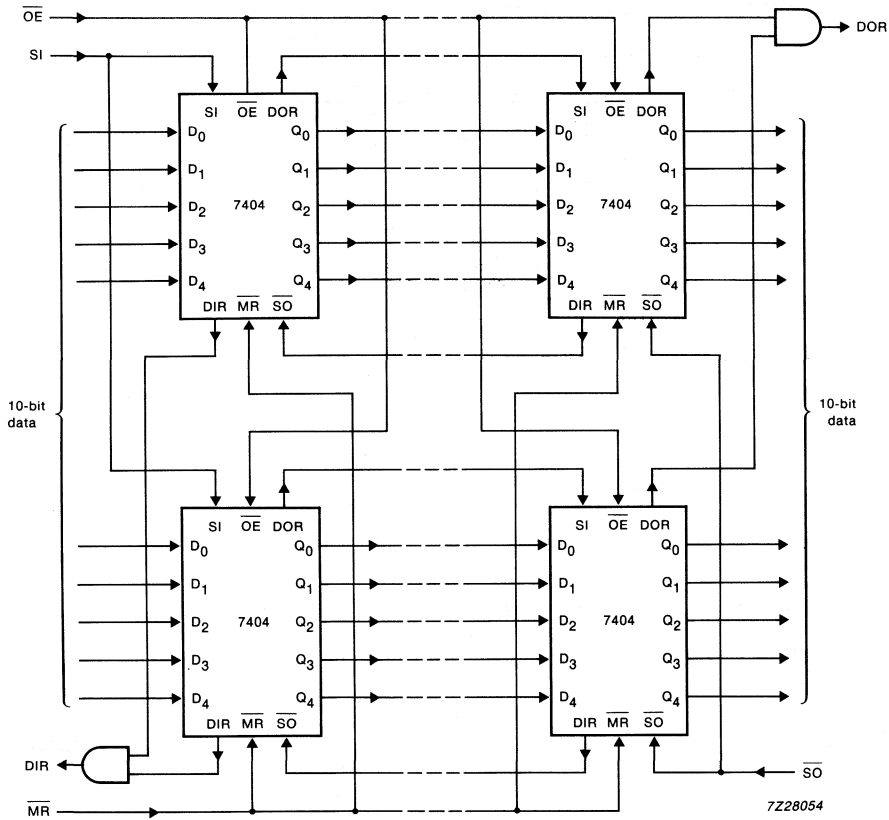 OE
SI
DOR
SI OE DOR
SI OE DOR
D0 Q0
D0 Q0
D1 Q1
D1 Q1
D2 7404 Q2
D2 7404 Q2
D3 Q3
D3 Q3
D4 Q4
D4 Q4
DIR MR SO
DIR MR SO
10-bit
data
10-bit
data
SI OE DOR
SI OE DOR
D0 Q0
D0 Q0
D1 Q1
D1 Q1
D2 7404 Q2
D2 7404 Q2
D3 Q3
D3 Q3
D4 Q4
D4 Q4
DIR MR SO
DIR MR SO
DIR
SO
MR
7Z28054